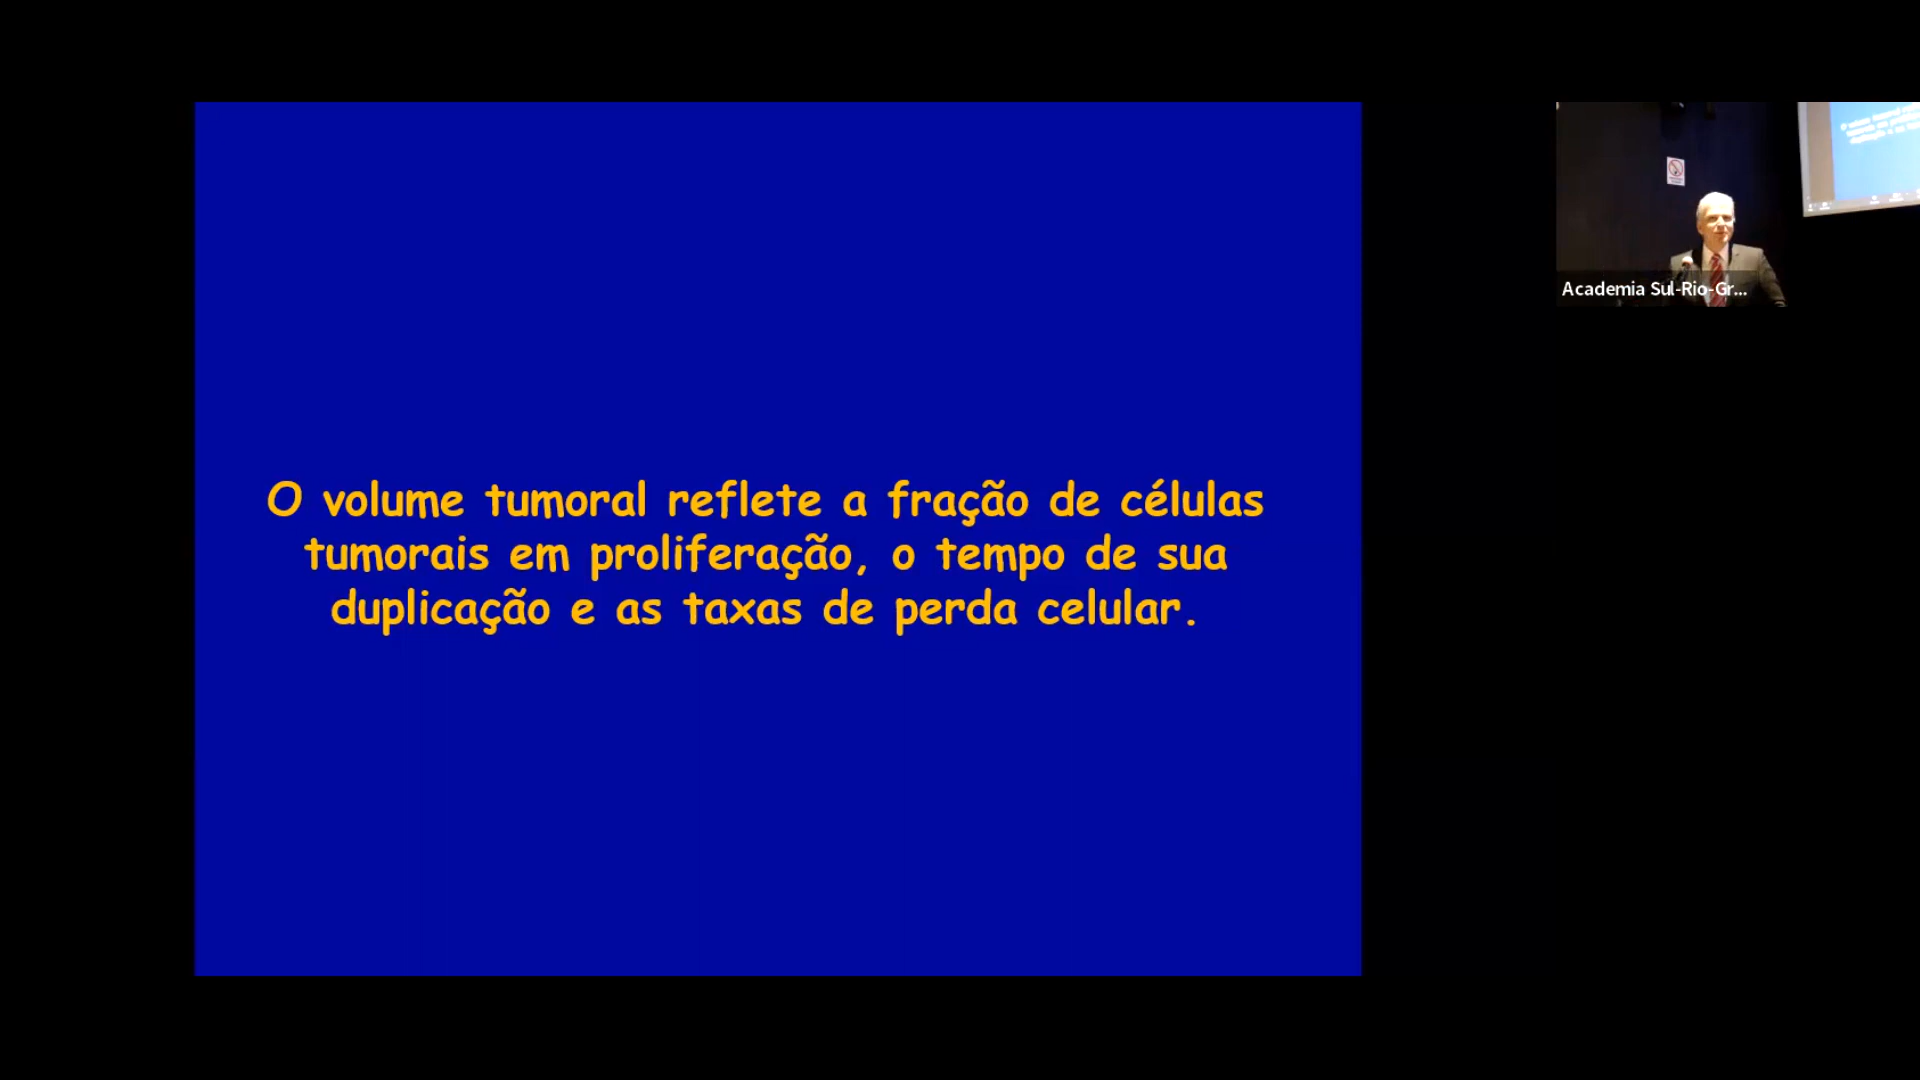 O volume tumoral reflete a fração de células
tumorais em proliferação, o tempo de sua
duplicação e as taxas de perda celular.
Academia Sul-Rio-Gr...